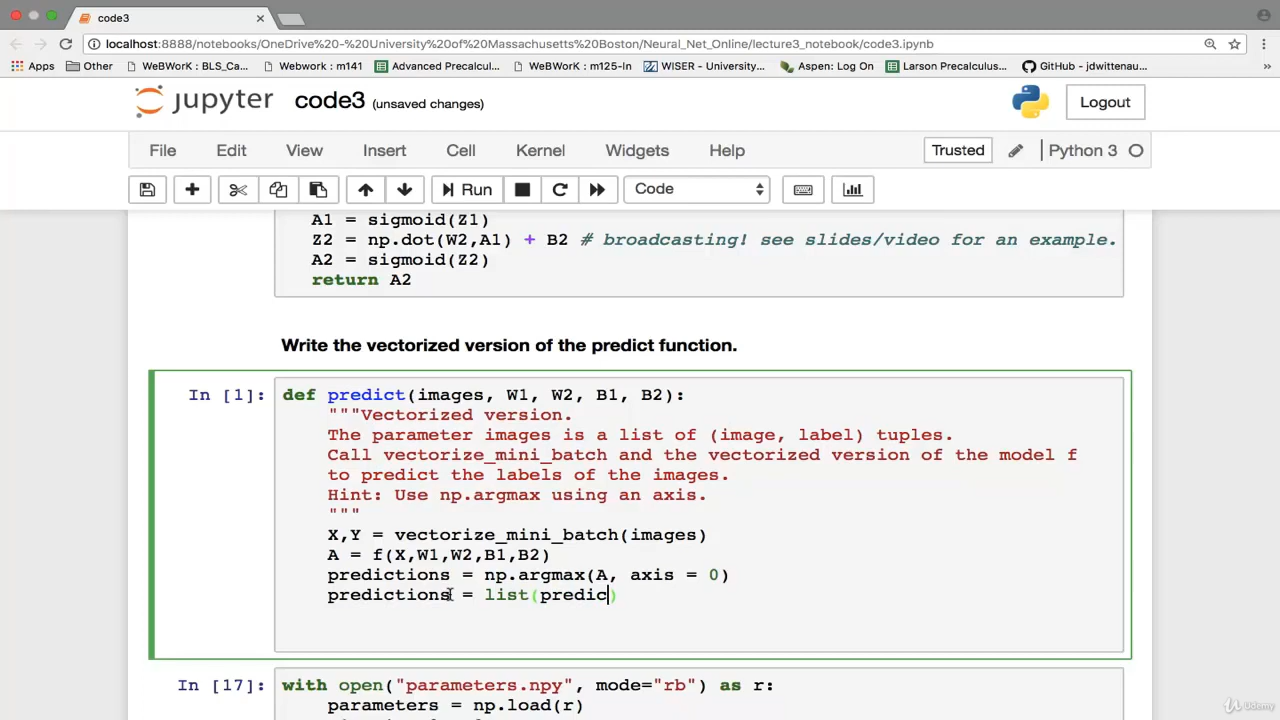 code3
localhost:8888/notebooks/OneDrive%20-%20University%20of%20Massachusetts%20Boston/Neural_Net_Online/lecture3_notebook/code3.ipynb
Apps Other WeBWorK : BLS_Ca... Webwork : m141 Advanced Precalcul... WeBWorK : m125-In WISER - University... Aspen: Log On Larson Precalculus... GitHub - jdwittenau... »
jupyter code3 (unsaved changes) Logout
File Edit View Insert Cell Kernel Widgets Help Trusted Python 3
Run Code
A1 = sigmoid(Z1)
Z2 = np.dot(W2,A1) + B2 # broadcasting! see slides/video for an example.
A2 = sigmoid(Z2)
return A2
Write the vectorized version of the predict function.
In [1]: def predict(images, W1, W2, B1, B2):
"""Vectorized version.
The parameter images is a list of (image, label) tuples.
Call vectorize_mini_batch and the vectorized version of the model f
to predict the labels of the images.
Hint: Use np.argmax using an axis.
"""
X,Y = vectorize_mini_batch(images)
A = f(X,W1,W2,B1,B2)
predictions = np.argmax(A, axis = 0)
predictions = list(predic)
In [17]: with open("parameters.npy", mode="rb") as r:
parameters = np.load(r)
Udemy